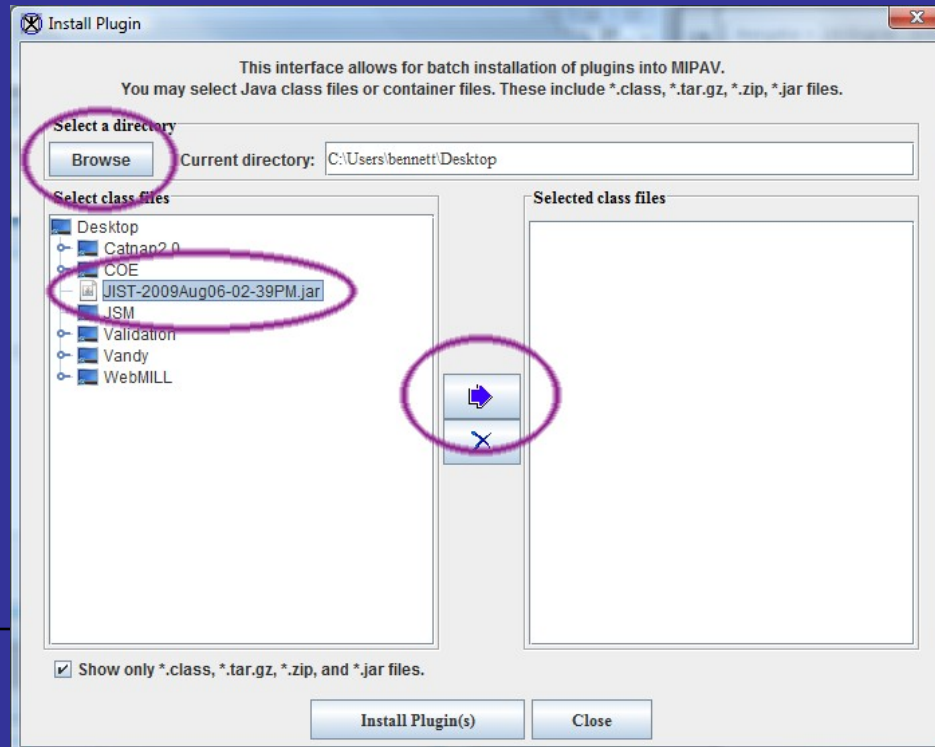 Install Plugin
This interface allows for batch installation of plugins into MIPAV.
You may select Java class files or container files. These include *.class, *.tar.gz, *.zip, *.jar files.
Select a directory
Browse
Current directory:
C:\Users\bennett\Desktop
Select class files
Desktop
Catnap2.0
COE
JIST-2009Aug06-02-39PM.jar
JSM
Validation
Vandy
WebMILL
Selected class files
Show only *.class, *.tar.gz, *.zip, and *.jar files.
Install Plugin(s)
Close